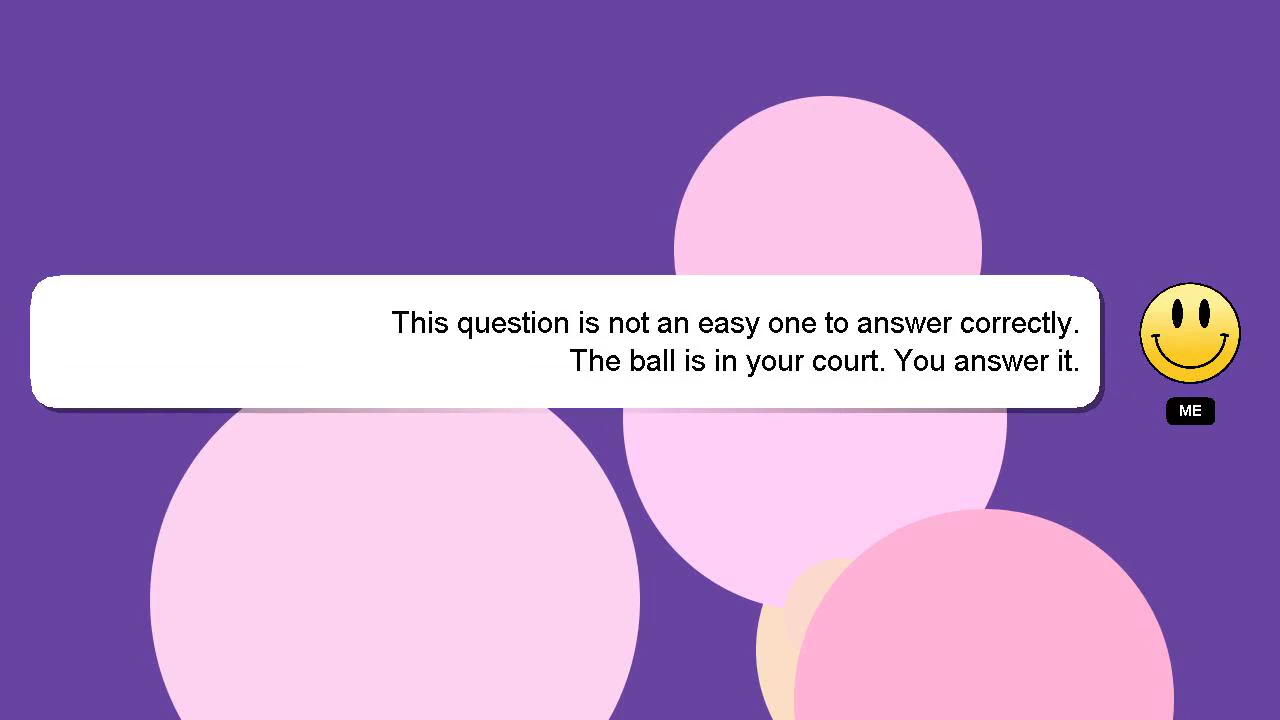 This question is not an easy one to answer correctly.
The ball is in your court. You answer it.
ME